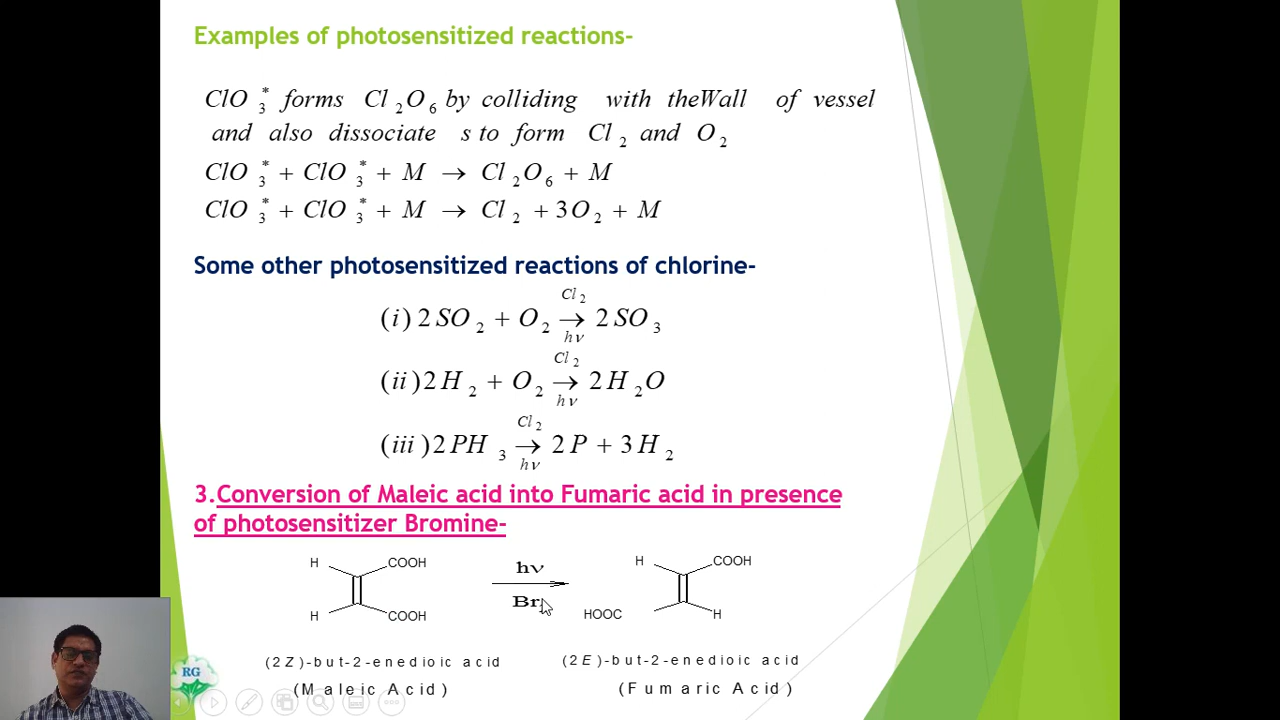 Examples of photosensitized reactions-
ClO3* forms Cl2O6 by colliding with theWall of vessel
and also dissociate s to form Cl2 and O2
ClO3* + ClO3* + M → Cl2O6 + M
ClO3* + ClO3* + M → Cl2 + 3O2 + M
Some other photosensitized reactions of chlorine-
Cl2
(i) 2SO2 + O2 → 2SO3
hν
Cl2
(ii) 2H2 + O2 → 2H2O
hν
Cl2
(iii) 2PH3 → 2P + 3H2
hν
3.Conversion of Maleic acid into Fumaric acid in presence
of photosensitizer Bromine-
H COOH hν H COOH
H COOH Br HOOC H
(2Z)-but-2-enedioic acid (2E)-but-2-enedioic acid
(Maleic Acid) (Fumaric Acid)
RG